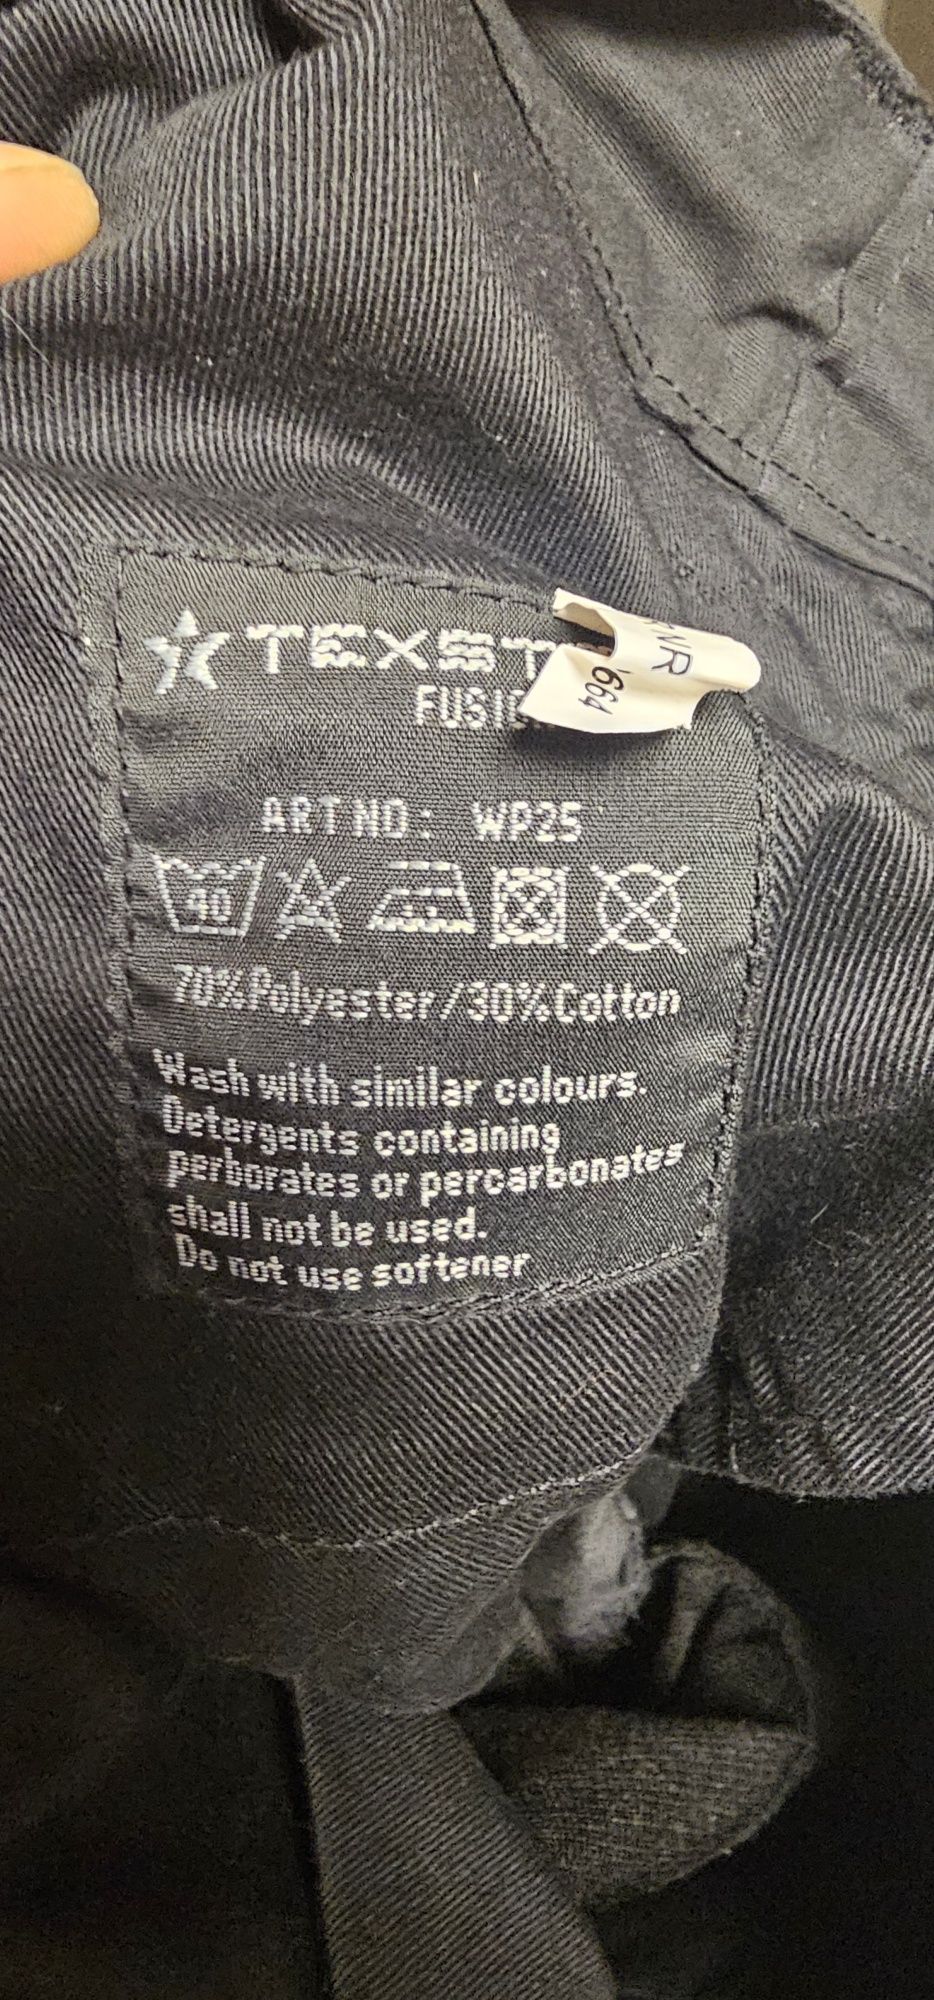 TEXST
FUSI
WR
664
ART NO: WP25
40
70%Polyester/30%Cotton
Wash with similar colours.
Detergents containing
perborates or percarbonates
shall not be used.
Do not use softener